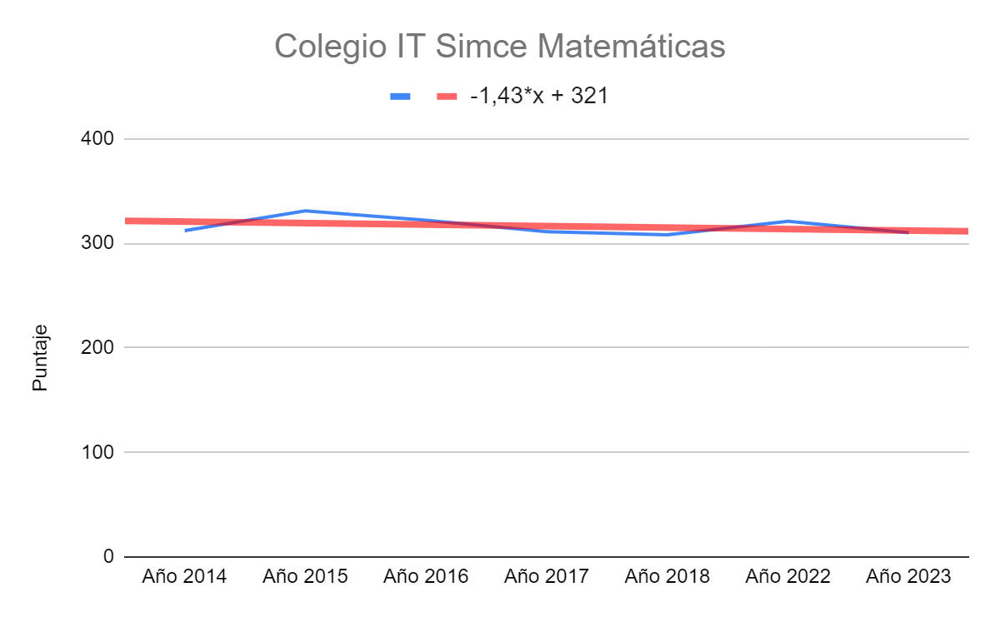 Colegio IT Simce Matemáticas
-1,43*x + 321
400
300
200
100
0
Puntaje
Año 2014
Año 2015
Año 2016
Año 2017
Año 2018
Año 2022
Año 2023